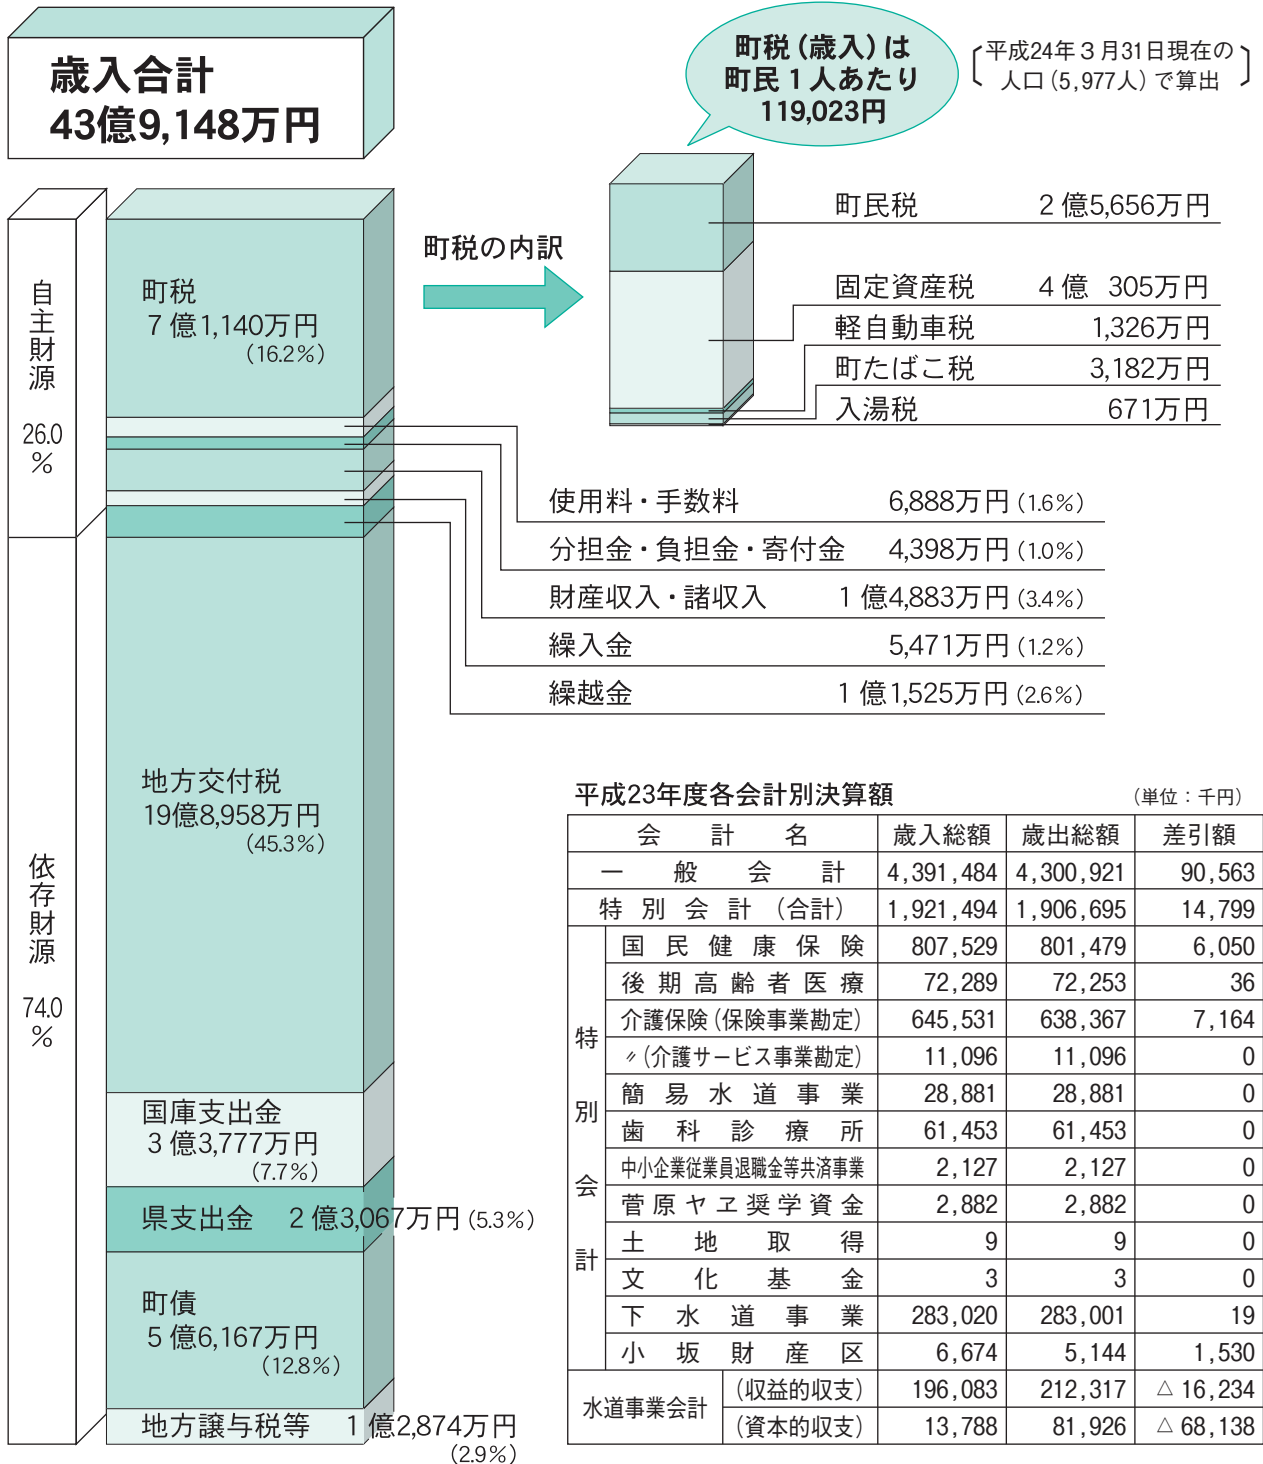 歳入合計
43億9,148万円
町税（歳入）は
町民１人あたり
119,023円
平成24年３月31日現在の
人口（5,977人）で算出
自主財源
26.0
％
依存財源
74.0
％
町税
７億1,140万円
（16.2％）
町税の内訳
町民税 ２億5,656万円
固定資産税 ４億 305万円
軽自動車税 1,326万円
町たばこ税 3,182万円
入湯税 671万円
使用料・手数料 6,888万円（1.6％）
分担金・負担金・寄付金 4,398万円（1.0％）
財産収入・諸収入 １億4,883万円（3.4％）
繰入金 5,471万円（1.2％）
繰越金 １億1,525万円（2.6％）
地方交付税
19億8,958万円
（45.3％）
国庫支出金
３億3,777万円
（7.7％）
県支出金 ２億3,067万円（5.3％）
町債
５億6,167万円
（12.8％）
地方譲与税等 １億2,874万円
（2.9％）
平成23年度各会計別決算額 （単位：千円）
会計名 歳入総額 歳出総額 差引額
一般会計 4,391,484 4,300,921 90,563
特別会計（合計） 1,921,494 1,906,695 14,799
特別会計
国民健康保険 807,529 801,479 6,050
後期高齢者医療 72,289 72,253 36
介護保険（保険事業勘定） 645,531 638,367 7,164
〃（介護サービス事業勘定） 11,096 11,096 0
簡易水道事業 28,881 28,881 0
歯科診療所 61,453 61,453 0
中小企業従業員退職金等共済事業 2,127 2,127 0
菅原ヤヱ奨学資金 2,882 2,882 0
土地取得 9 9 0
文化基金 3 3 0
下水道事業 283,020 283,001 19
小坂財産区 6,674 5,144 1,530
水道事業会計
（収益的収支） 196,083 212,317 △16,234
（資本的収支） 13,788 81,926 △68,138